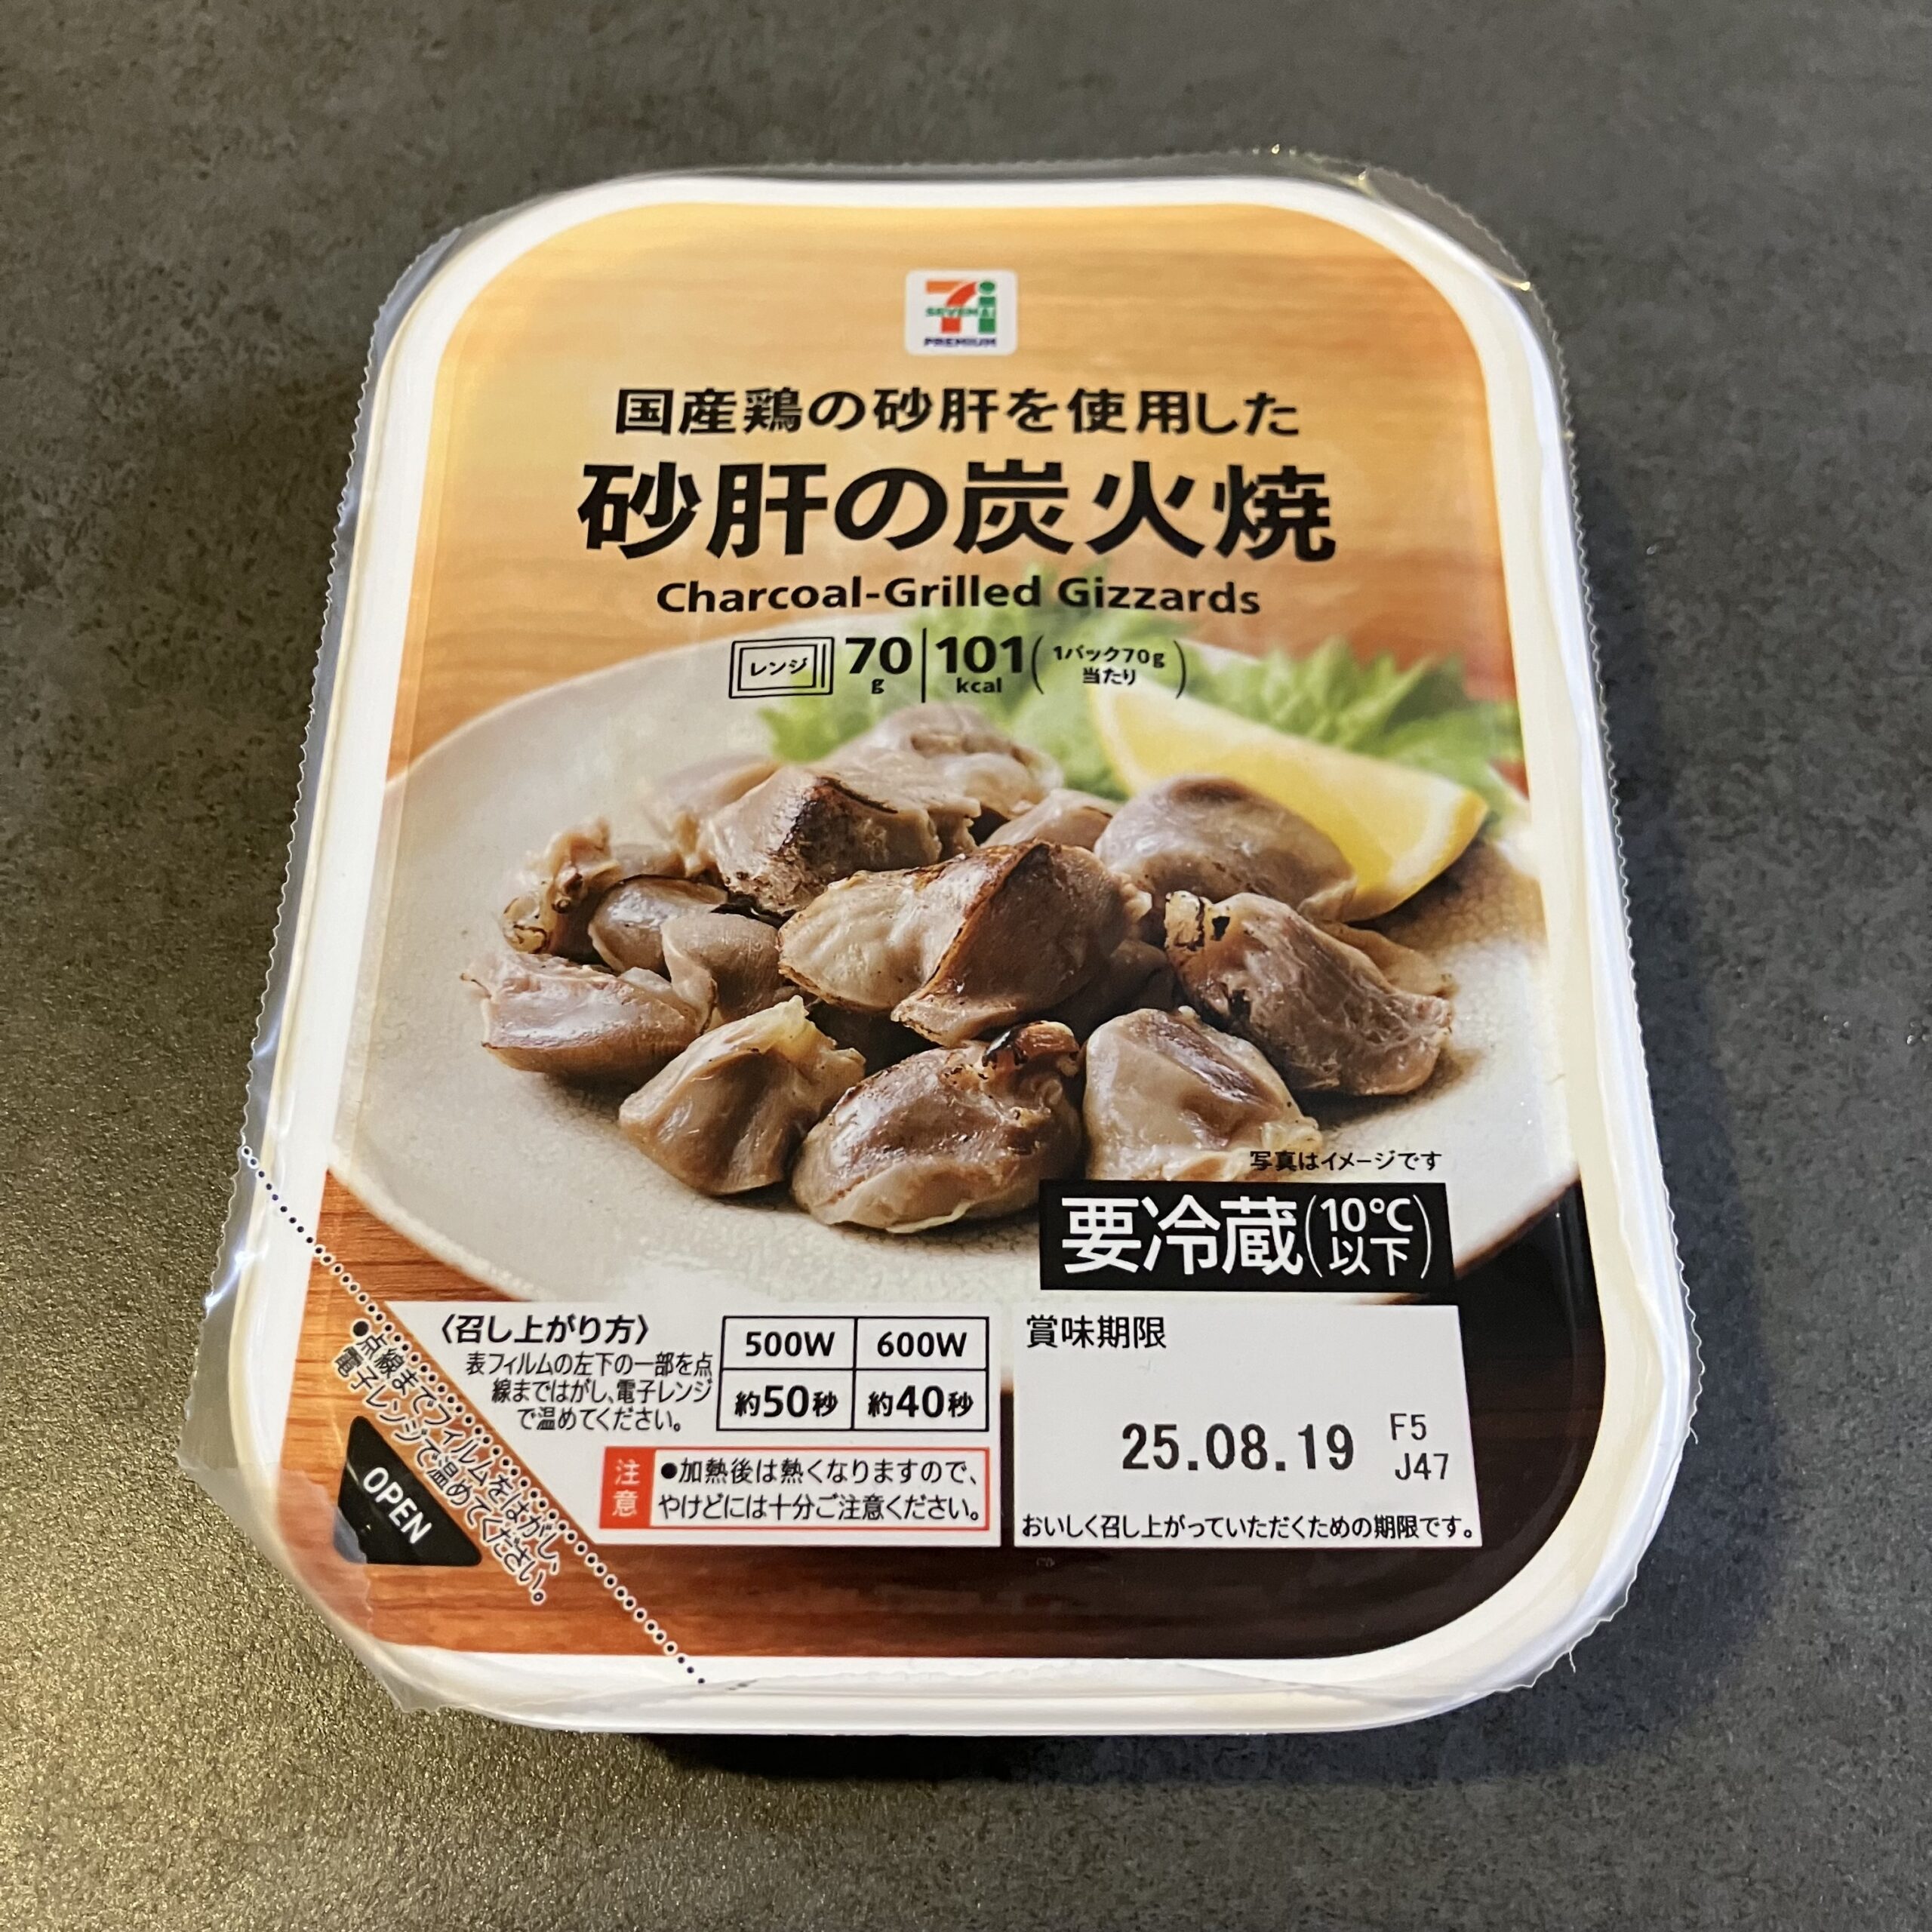 SEVEN&i
PREMIUM
国産鶏の砂肝を使用した
砂肝の炭火焼
Charcoal-Grilled Gizzards
レンジ 70g 101kcal (1パック70g当たり)
写真はイメージです
要冷蔵(10℃以下)
〈召し上がり方〉
表フィルムの左下の一部を点
線まではがし、電子レンジ
で温めてください。
500W 600W
約50秒 約40秒
注意
●加熱後は熱くなりますので、
やけどには十分ご注意ください。
賞味期限
25.08.19 F5
J47
おいしく召し上がっていただくための期限です。
●点線までフィルムをはがし、
電子レンジで温めてください。
OPEN